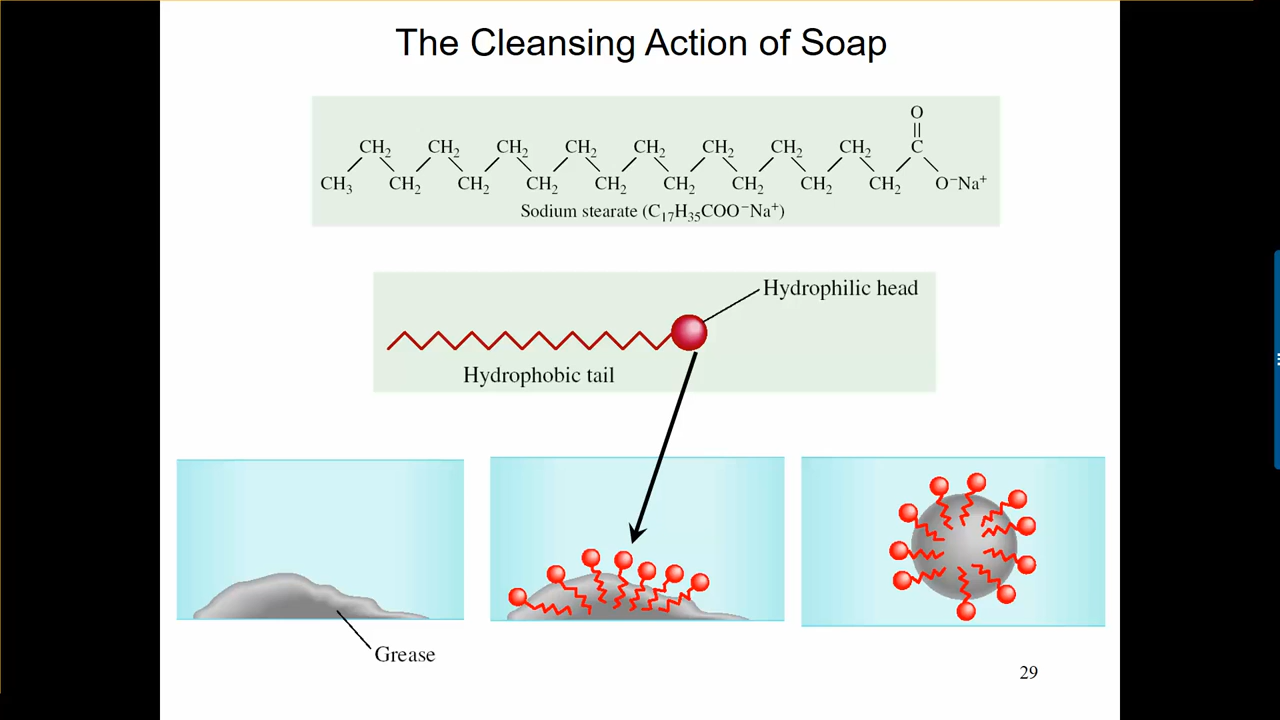 The Cleansing Action of Soap
O
CH₂ CH₂ CH₂ CH₂ CH₂ CH₂ CH₂ CH₂ C
CH₃ CH₂ CH₂ CH₂ CH₂ CH₂ CH₂ CH₂ CH₂ O⁻Na⁺
Sodium stearate (C₁₇H₃₅COO⁻Na⁺)
Hydrophilic head
Hydrophobic tail
Grease
29